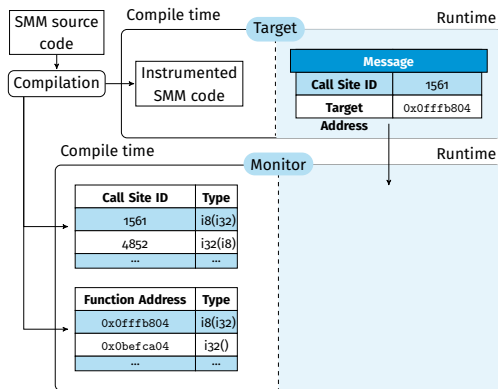 Compile time
Runtime
SMM source
code
Target
Compilation
Instrumented
SMM code
Message
Call Site ID 1561
Target 0x0fffb804
Address
Compile time
Runtime
Monitor
Call Site ID Type
1561 i8(i32)
4852 i32(i8)
... ...
Function Address Type
0x0fffb804 i8(i32)
0x0befca04 i32()
... ...